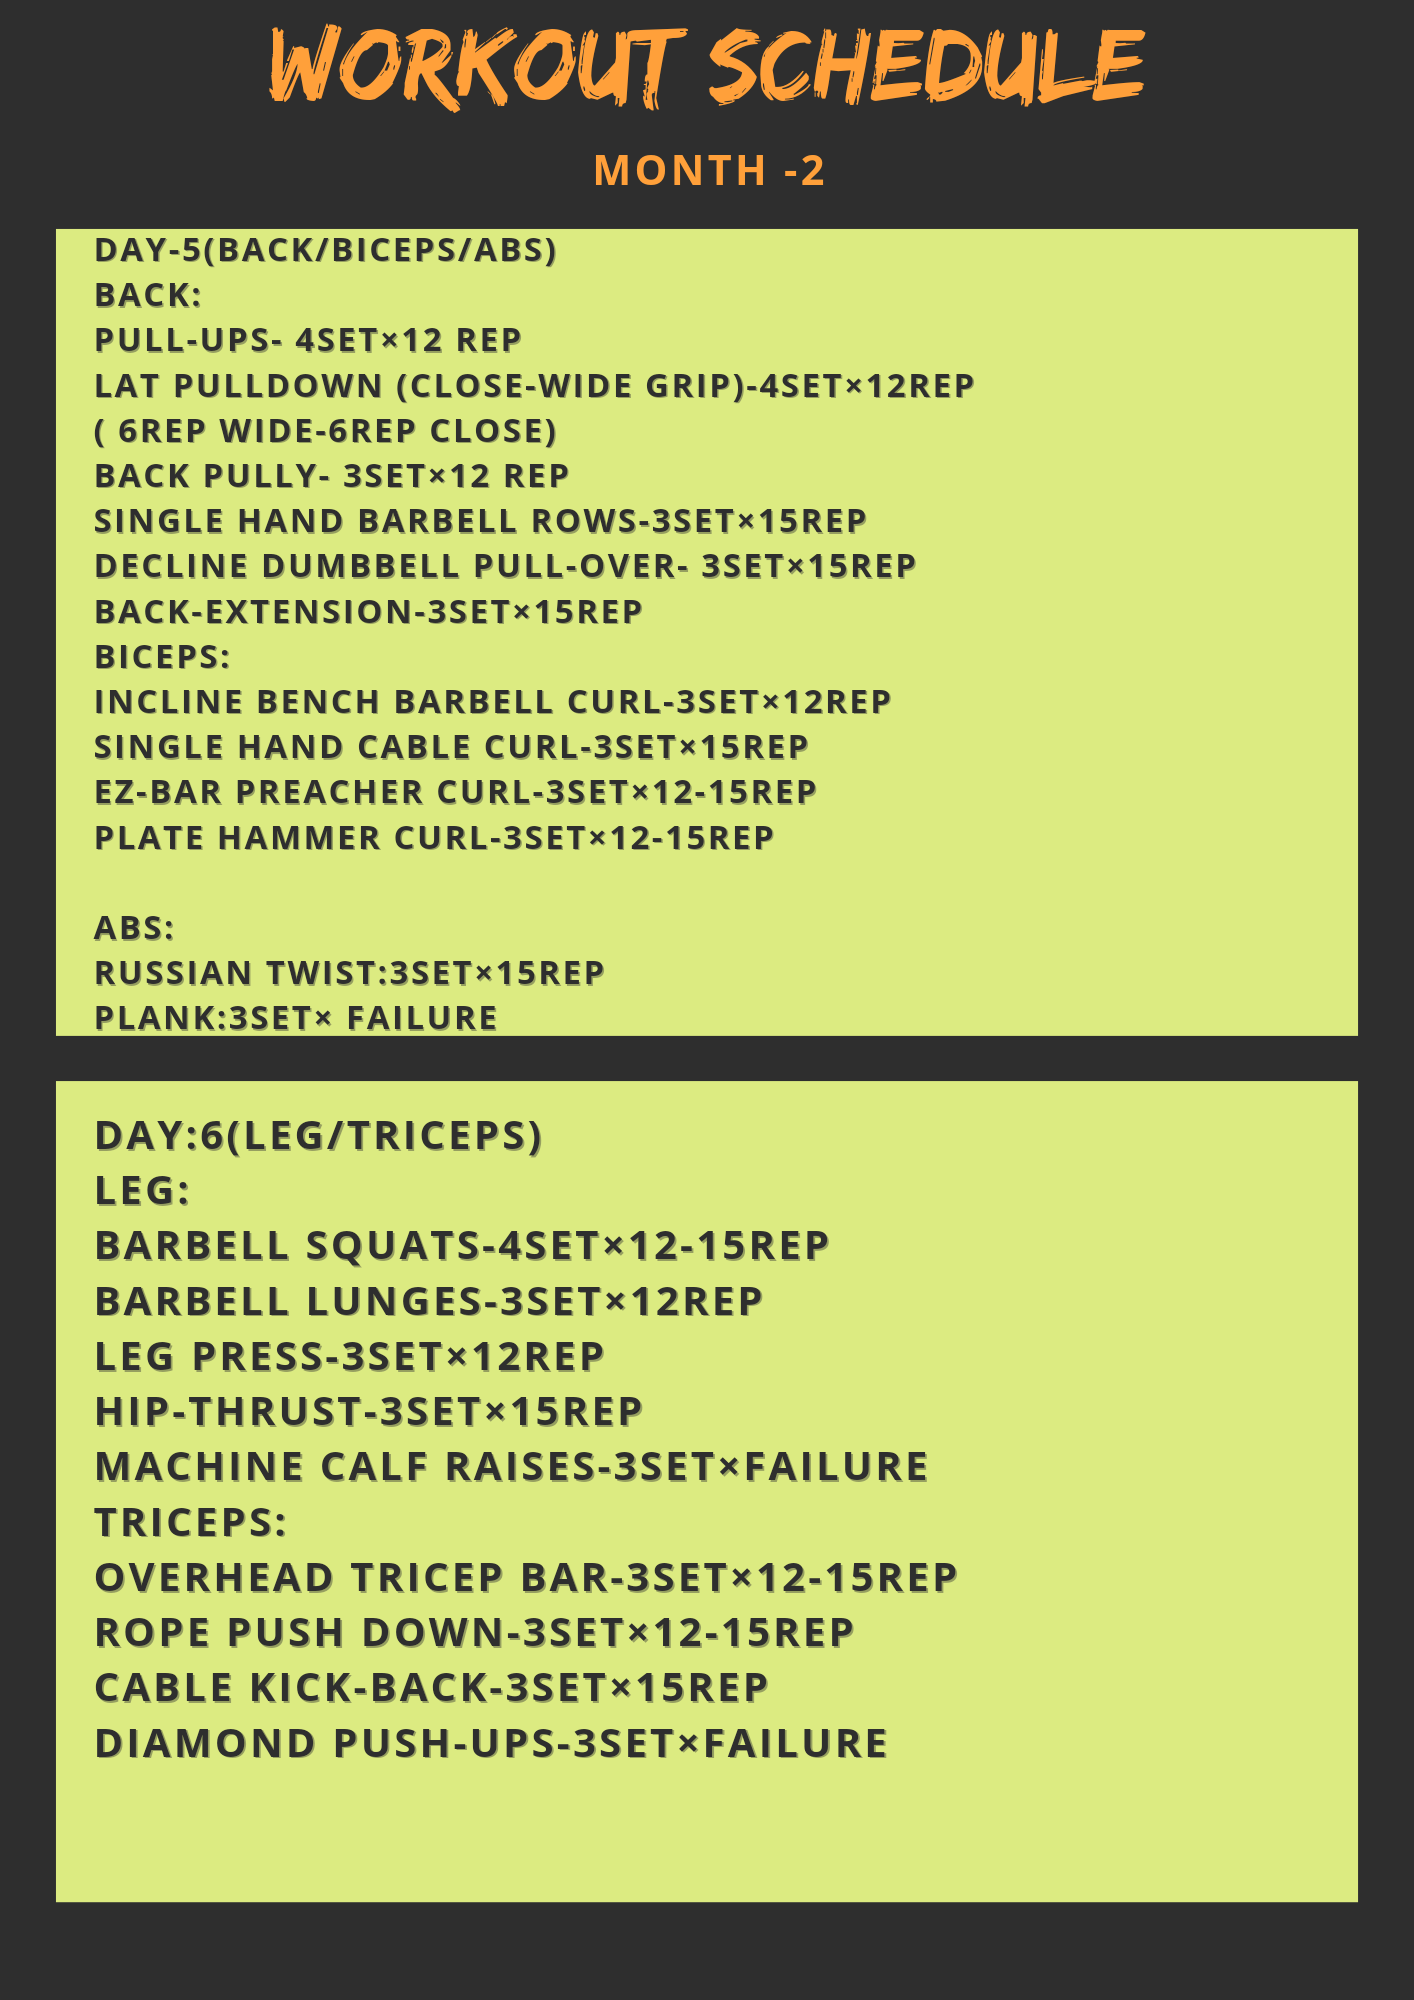 WORKOUT SCHEDULE
MONTH -2
DAY-5(BACK/BICEPS/ABS)
BACK:
PULL-UPS- 4SET×12 REP
LAT PULLDOWN (CLOSE-WIDE GRIP)-4SET×12REP
( 6REP WIDE-6REP CLOSE)
BACK PULLY- 3SET×12 REP
SINGLE HAND BARBELL ROWS-3SET×15REP
DECLINE DUMBBELL PULL-OVER- 3SET×15REP
BACK-EXTENSION-3SET×15REP
BICEPS:
INCLINE BENCH BARBELL CURL-3SET×12REP
SINGLE HAND CABLE CURL-3SET×15REP
EZ-BAR PREACHER CURL-3SET×12-15REP
PLATE HAMMER CURL-3SET×12-15REP
ABS:
RUSSIAN TWIST:3SET×15REP
PLANK:3SET× FAILURE
DAY:6(LEG/TRICEPS)
LEG:
BARBELL SQUATS-4SET×12-15REP
BARBELL LUNGES-3SET×12REP
LEG PRESS-3SET×12REP
HIP-THRUST-3SET×15REP
MACHINE CALF RAISES-3SET×FAILURE
TRICEPS:
OVERHEAD TRICEP BAR-3SET×12-15REP
ROPE PUSH DOWN-3SET×12-15REP
CABLE KICK-BACK-3SET×15REP
DIAMOND PUSH-UPS-3SET×FAILURE